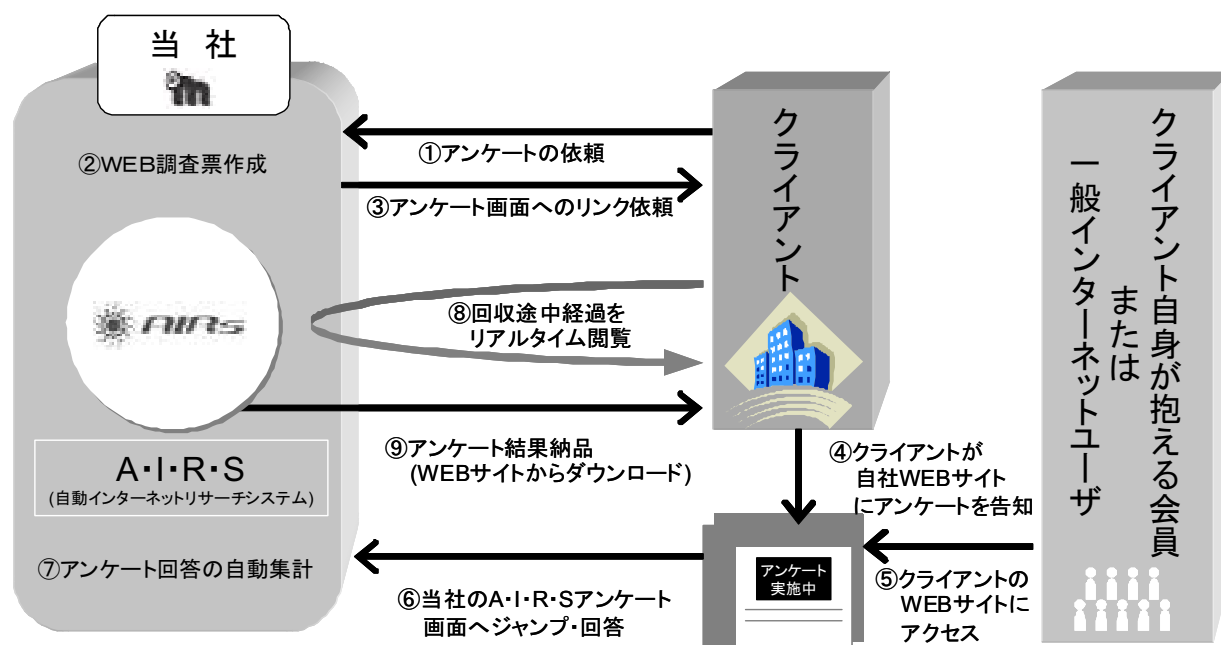 当 社
②WEB調査票作成
AIRs
A・I・R・S
(自動インターネットリサーチシステム)
⑦アンケート回答の自動集計
①アンケートの依頼
③アンケート画面へのリンク依頼
⑧回収途中経過を
リアルタイム閲覧
⑨アンケート結果納品
(WEBサイトからダウンロード)
クライアント
④クライアントが
自社WEBサイト
にアンケートを告知
アンケート
実施中
⑤クライアントの
WEBサイトに
アクセス
⑥当社のA・I・R・Sアンケート
画面へジャンプ・回答
クライアント自身が抱える会員
または
一般インターネットユーザ